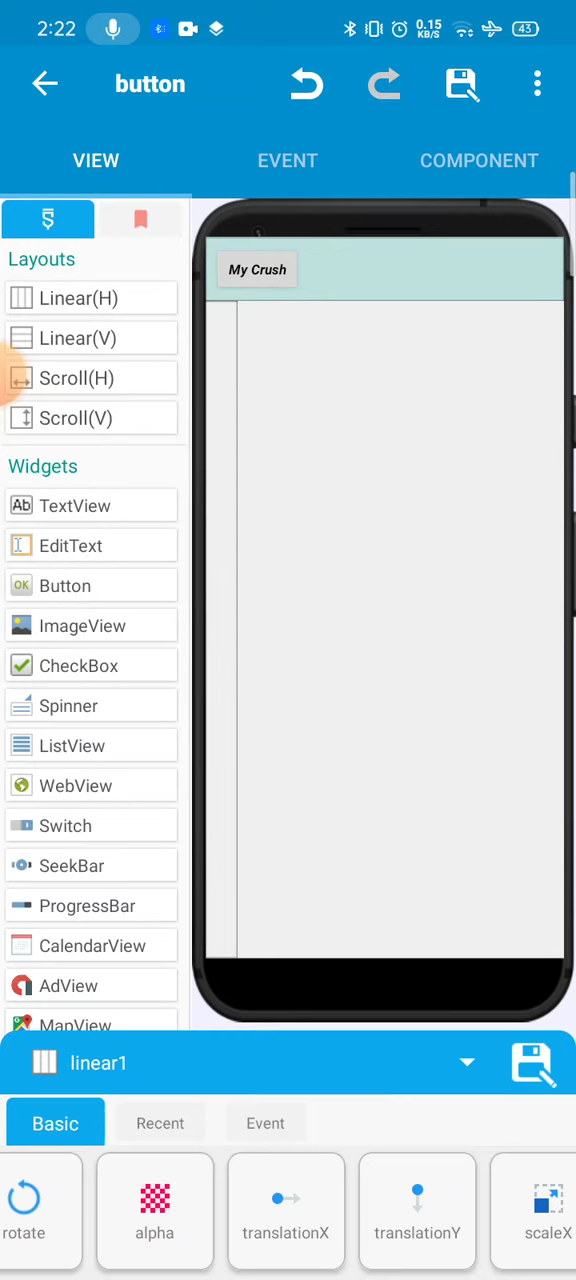 2:22
0.15
KB/S
43
button
VIEW
EVENT
COMPONENT
Layouts
Linear(H)
Linear(V)
Scroll(H)
Scroll(V)
Widgets
Ab TextView
EditText
OK Button
ImageView
CheckBox
Spinner
ListView
WebView
Switch
SeekBar
ProgressBar
CalendarView
AdView
MapView
My Crush
linear1
Basic
Recent
Event
rotate
alpha
translationX
translationY
scaleX